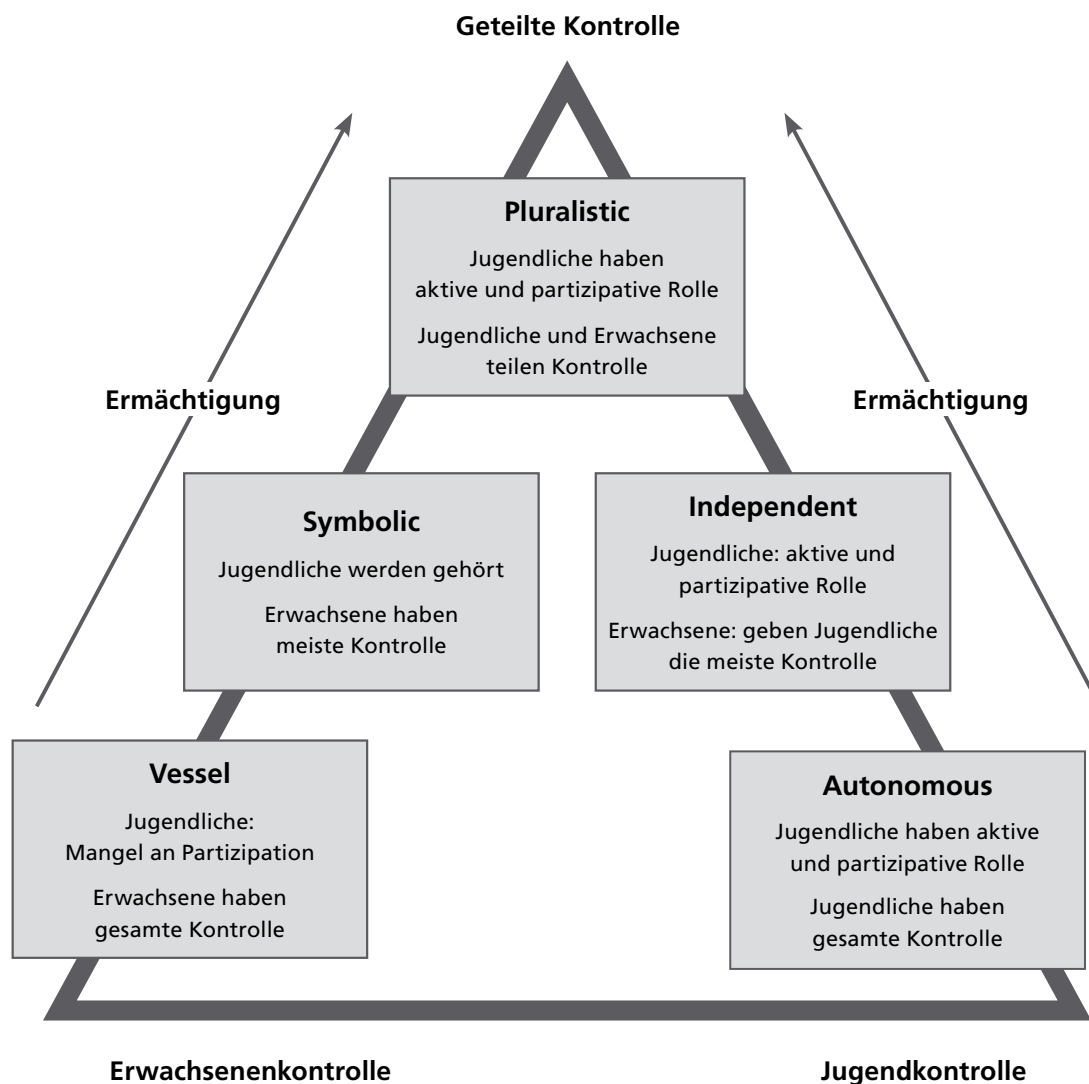 Geteilte Kontrolle
Pluralistic
Jugendliche haben
aktive und partizipative Rolle
Jugendliche und Erwachsene
teilen Kontrolle
Ermächtigung
Ermächtigung
Symbolic
Jugendliche werden gehört
Erwachsene haben
meiste Kontrolle
Independent
Jugendliche: aktive und
partizipative Rolle
Erwachsene: geben Jugendliche
die meiste Kontrolle
Vessel
Jugendliche:
Mangel an Partizipation
Erwachsene haben
gesamte Kontrolle
Autonomous
Jugendliche haben aktive
und partizipative Rolle
Jugendliche haben
gesamte Kontrolle
Erwachsenenkontrolle
Jugendkontrolle